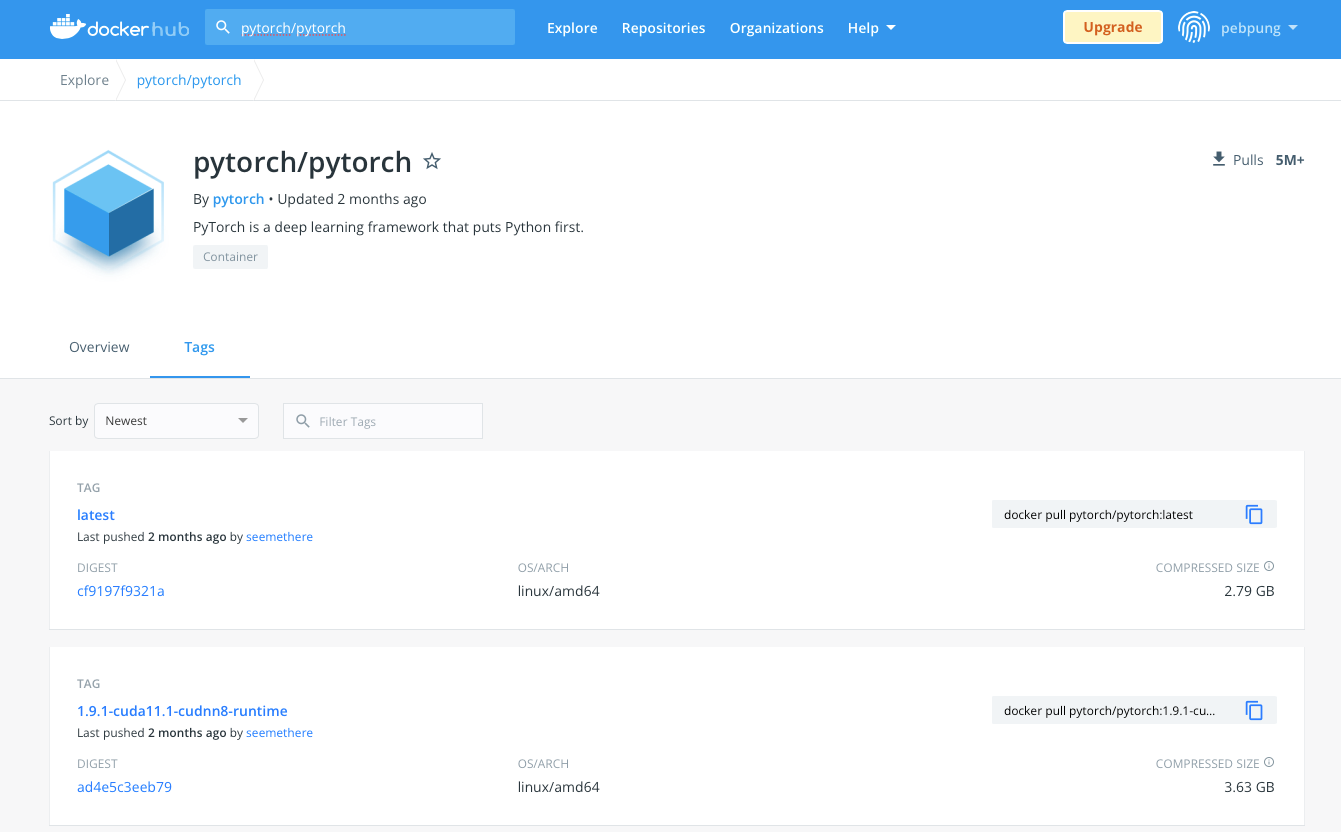 dockerhub pytorch/pytorch Explore Repositories Organizations Help Upgrade pebpung
Explore pytorch/pytorch
pytorch/pytorch
Pulls 5M+
By pytorch • Updated 2 months ago
PyTorch is a deep learning framework that puts Python first.
Container
Overview Tags
Sort by Newest Filter Tags
TAG
latest
docker pull pytorch/pytorch:latest
Last pushed 2 months ago by seemethere
DIGEST OS/ARCH COMPRESSED SIZE
cf9197f9321a linux/amd64 2.79 GB
TAG
1.9.1-cuda11.1-cudnn8-runtime
docker pull pytorch/pytorch:1.9.1-cu...
Last pushed 2 months ago by seemethere
DIGEST OS/ARCH COMPRESSED SIZE
ad4e5c3eeb79 linux/amd64 3.63 GB